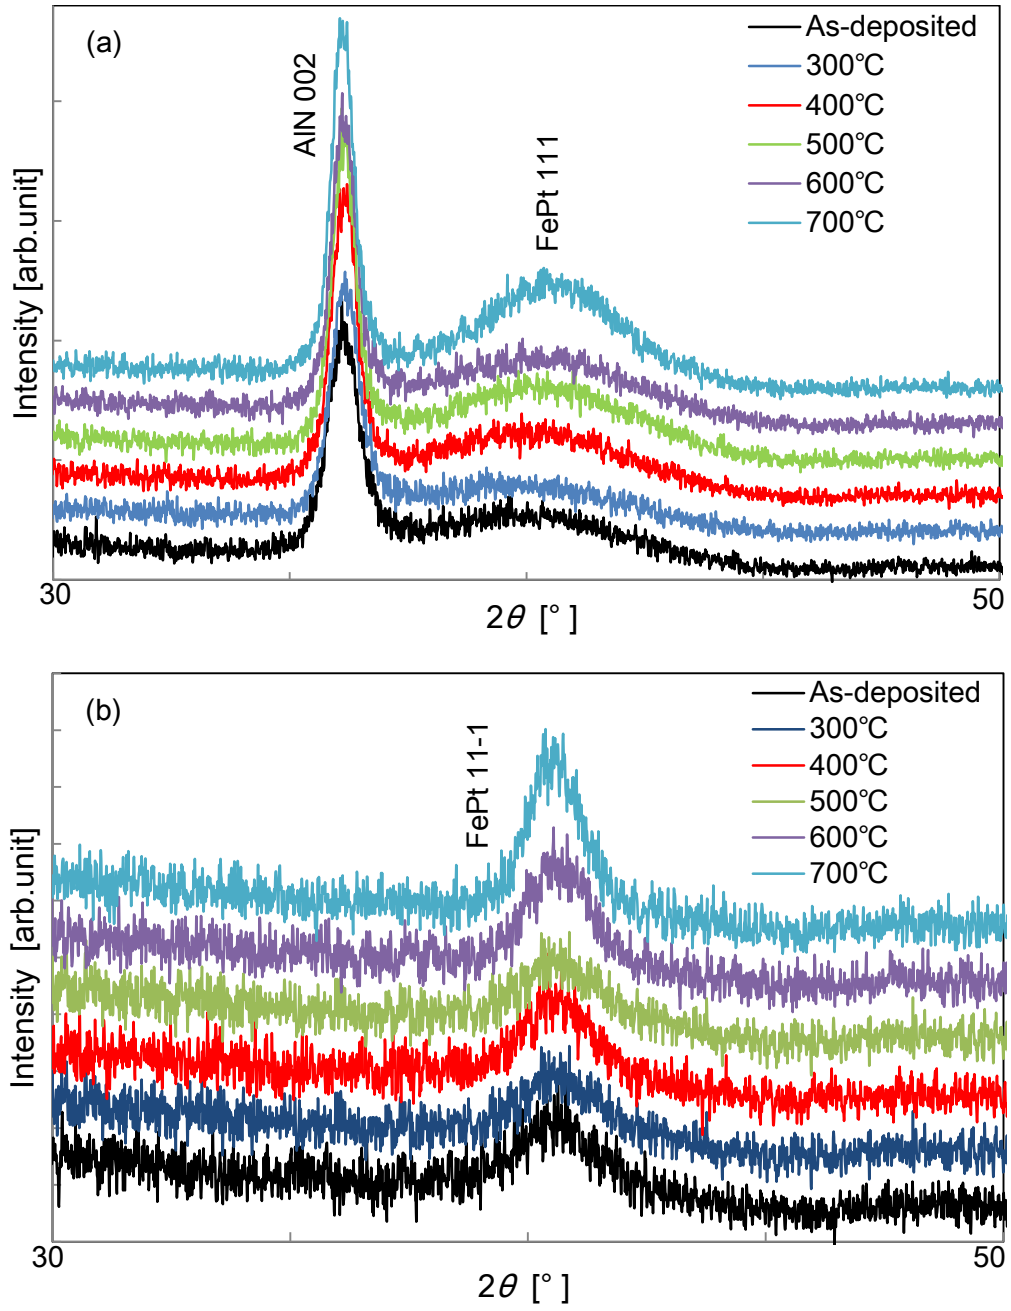 (a)
As-deposited
300℃
400℃
500℃
600℃
700℃
AlN 002
FePt 111
Intensity [arb.unit]
30
50
2θ [° ]
(b)
As-deposited
300℃
400℃
500℃
600℃
700℃
FePt 11-1
Intensity [arb.unit]
30
50
2θ [° ]